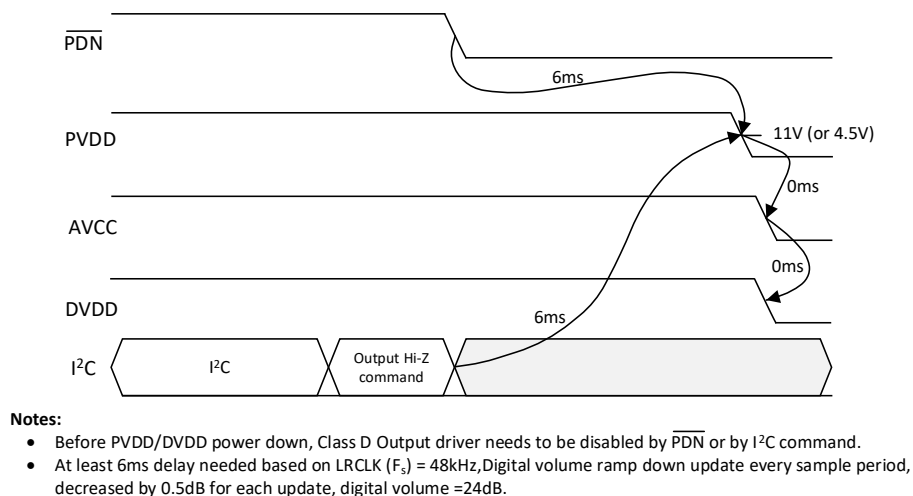 PDN
6ms
PVDD
11V (or 4.5V)
0ms
AVCC
0ms
DVDD
6ms
I²C
I²C
Output Hi-Z
command
Notes:
• Before PVDD/DVDD power down, Class D Output driver needs to be disabled by PDN or by I²C command.
• At least 6ms delay needed based on LRCLK (Fs) = 48kHz,Digital volume ramp down update every sample period,
decreased by 0.5dB for each update, digital volume =24dB.